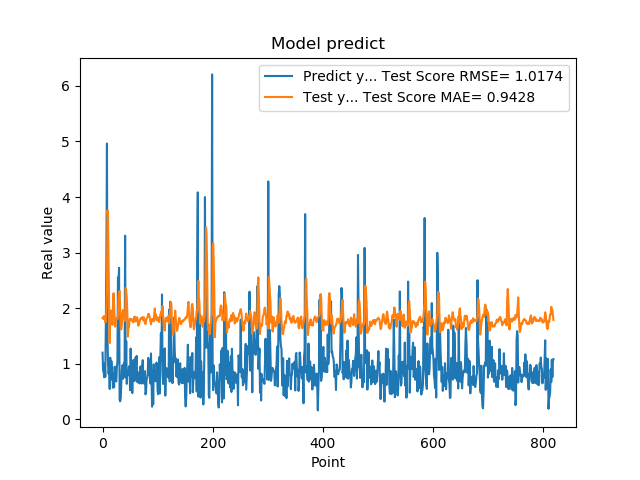 Model predict
Predict y... Test Score RMSE= 1.0174
Test y... Test Score MAE= 0.9428
6
5
4
3
2
1
0
Real value
0 200 400 600 800
Point